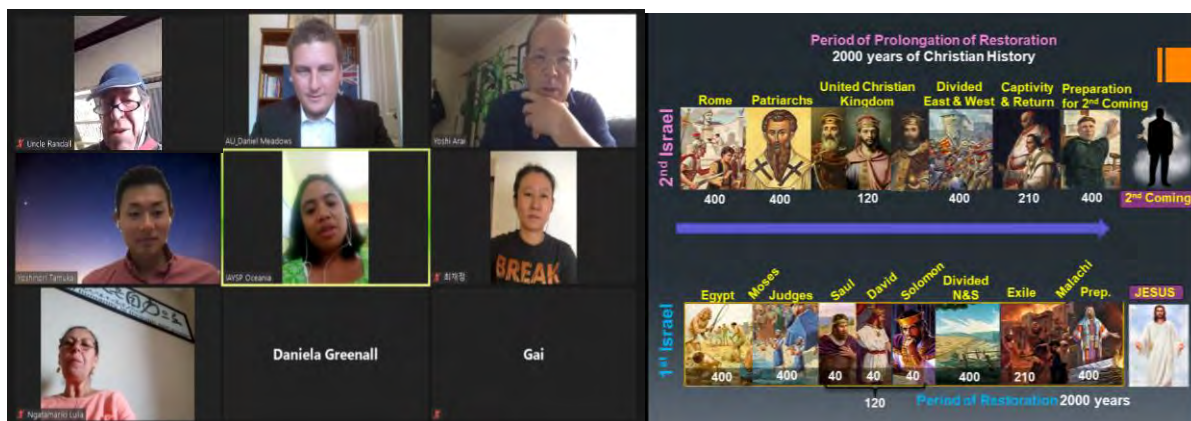 Uncle Randall
AU_Daniel Meadows
Yoshi Arai
Yoshinori Tamura
IAYSP Oceania
최재정
BREAK
Ngatamario Lula
Daniela Greenall
Gai
Period of Prolongation of Restoration
2000 years of Christian History
2nd Israel
Rome
Patriarchs
United Christian
Kingdom
Divided
East & West
Captivity
& Return
Preparation
for 2nd Coming
400
400
120
400
210
400
2nd Coming
1st Israel
Egypt
Moses
Judges
Saul
David
Solomon
Divided
N&S
Exile
Malachi
Prep.
JESUS
400
400
40
40
40
400
210
400
120
Period of Restoration 2000 years